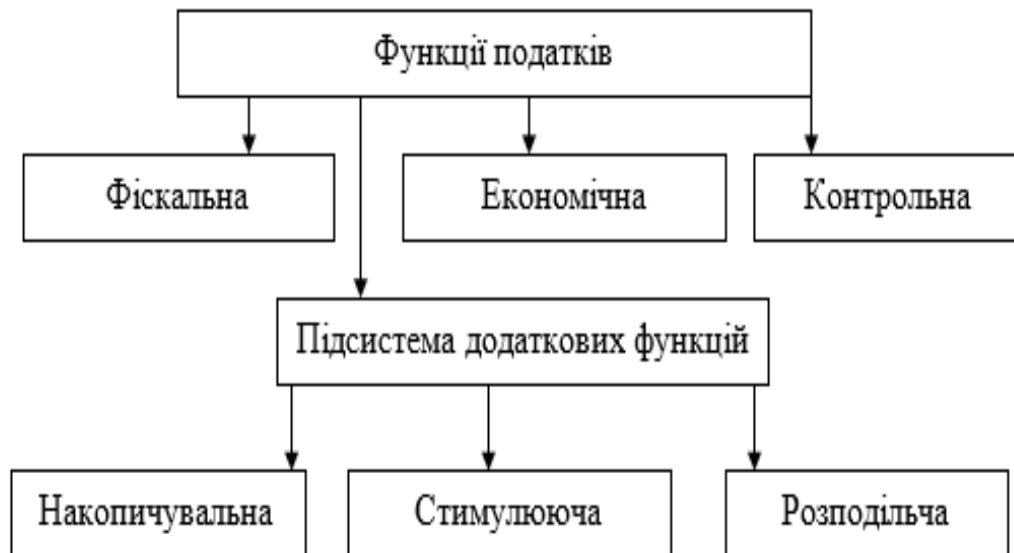 Функції податків
Фіскальна
Економічна
Контрольна
Підсистема додаткових функцій
Накопичувальна
Стимулююча
Розподільча